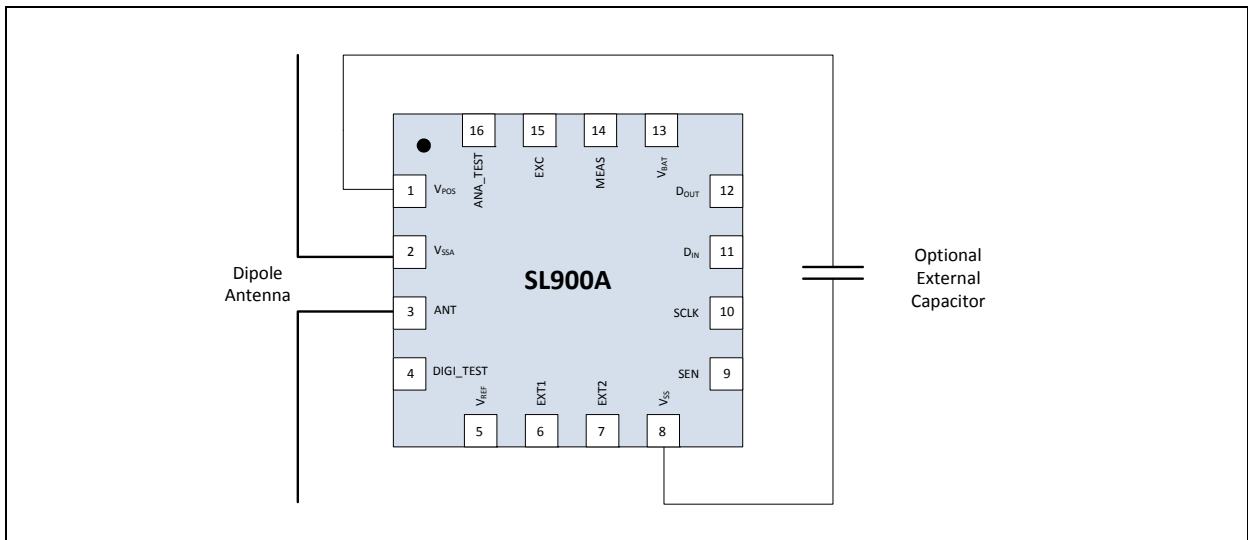 16
15
14
13
ANA_TEST
EXC
MEAS
VBAT
1
VPOS
DOUT
12
2
VSSA
DIN
11
Dipole
Antenna
SL900A
Optional
External
Capacitor
3
ANT
SCLK
10
4
DIGI_TEST
SEN
9
VREF
EXT1
EXT2
VSS
5
6
7
8